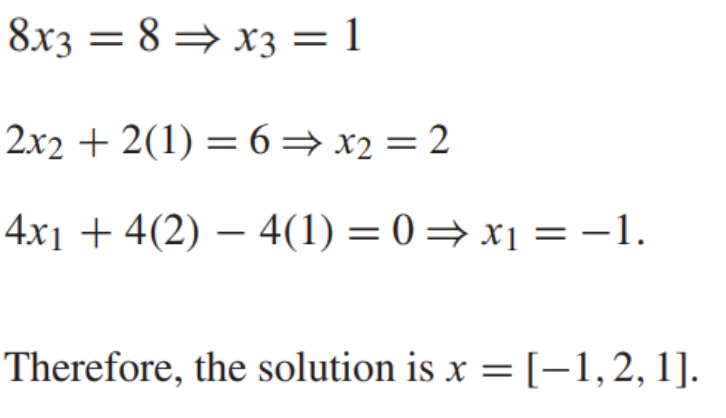 8x₃ = 8 ⇒ x₃ = 1
2x₂ + 2(1) = 6 ⇒ x₂ = 2
4x₁ + 4(2) − 4(1) = 0 ⇒ x₁ = −1.
Therefore, the solution is x = [−1, 2, 1].